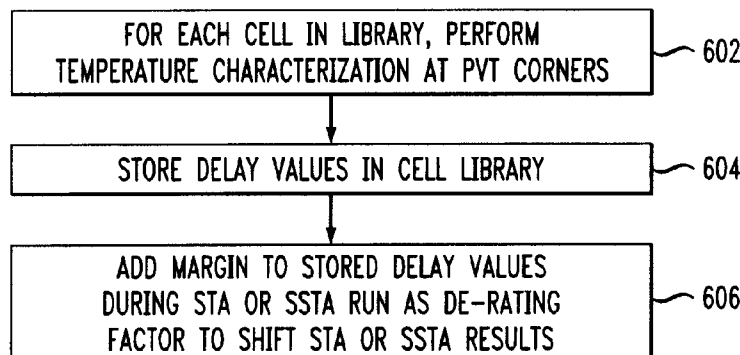 FOR EACH CELL IN LIBRARY, PERFORM
TEMPERATURE CHARACTERIZATION AT PVT CORNERS
602
STORE DELAY VALUES IN CELL LIBRARY
604
ADD MARGIN TO STORED DELAY VALUES
DURING STA OR SSTA RUN AS DE-RATING
FACTOR TO SHIFT STA OR SSTA RESULTS
606